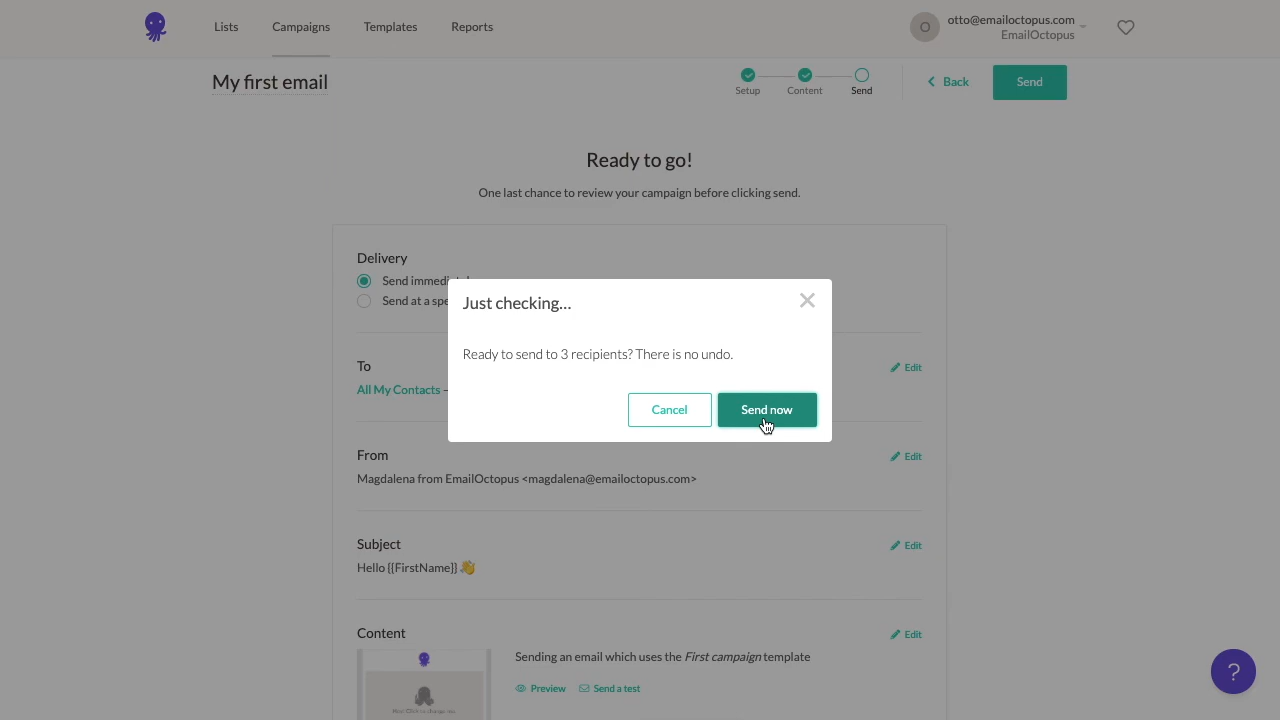 Lists Campaigns Templates Reports
O otto@emailoctopus.com
EmailOctopus
My first email
Setup Content Send
Back Send
Ready to go!
One last chance to review your campaign before clicking send.
Delivery
Send
Send at a
Just checking...
Ready to send to 3 recipients? There is no undo.
Cancel Send now
To
Edit
All My Contacts –
From
Edit
Magdalena from EmailOctopus <magdalena@emailoctopus.com>
Subject
Edit
Hello {{FirstName}} 👋
Content
Edit
Sending an email which uses the First campaign template
Preview Send a test
?